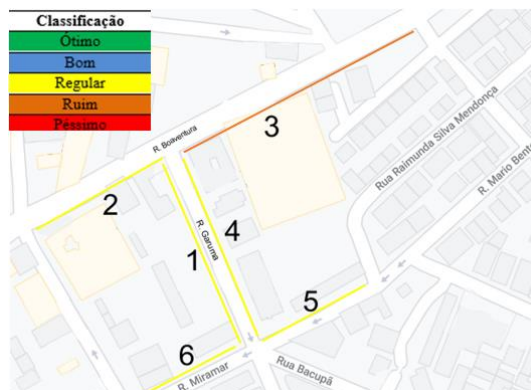 Classificação
Ótimo
Bom
Regular
Ruim
Péssimo
R. Boaventura
3
Rua Raimunda Silva Mendonça
R. Mario Bento
2
R. Garuma
4
1
5
6
R. Miramar
Rua Bacupã